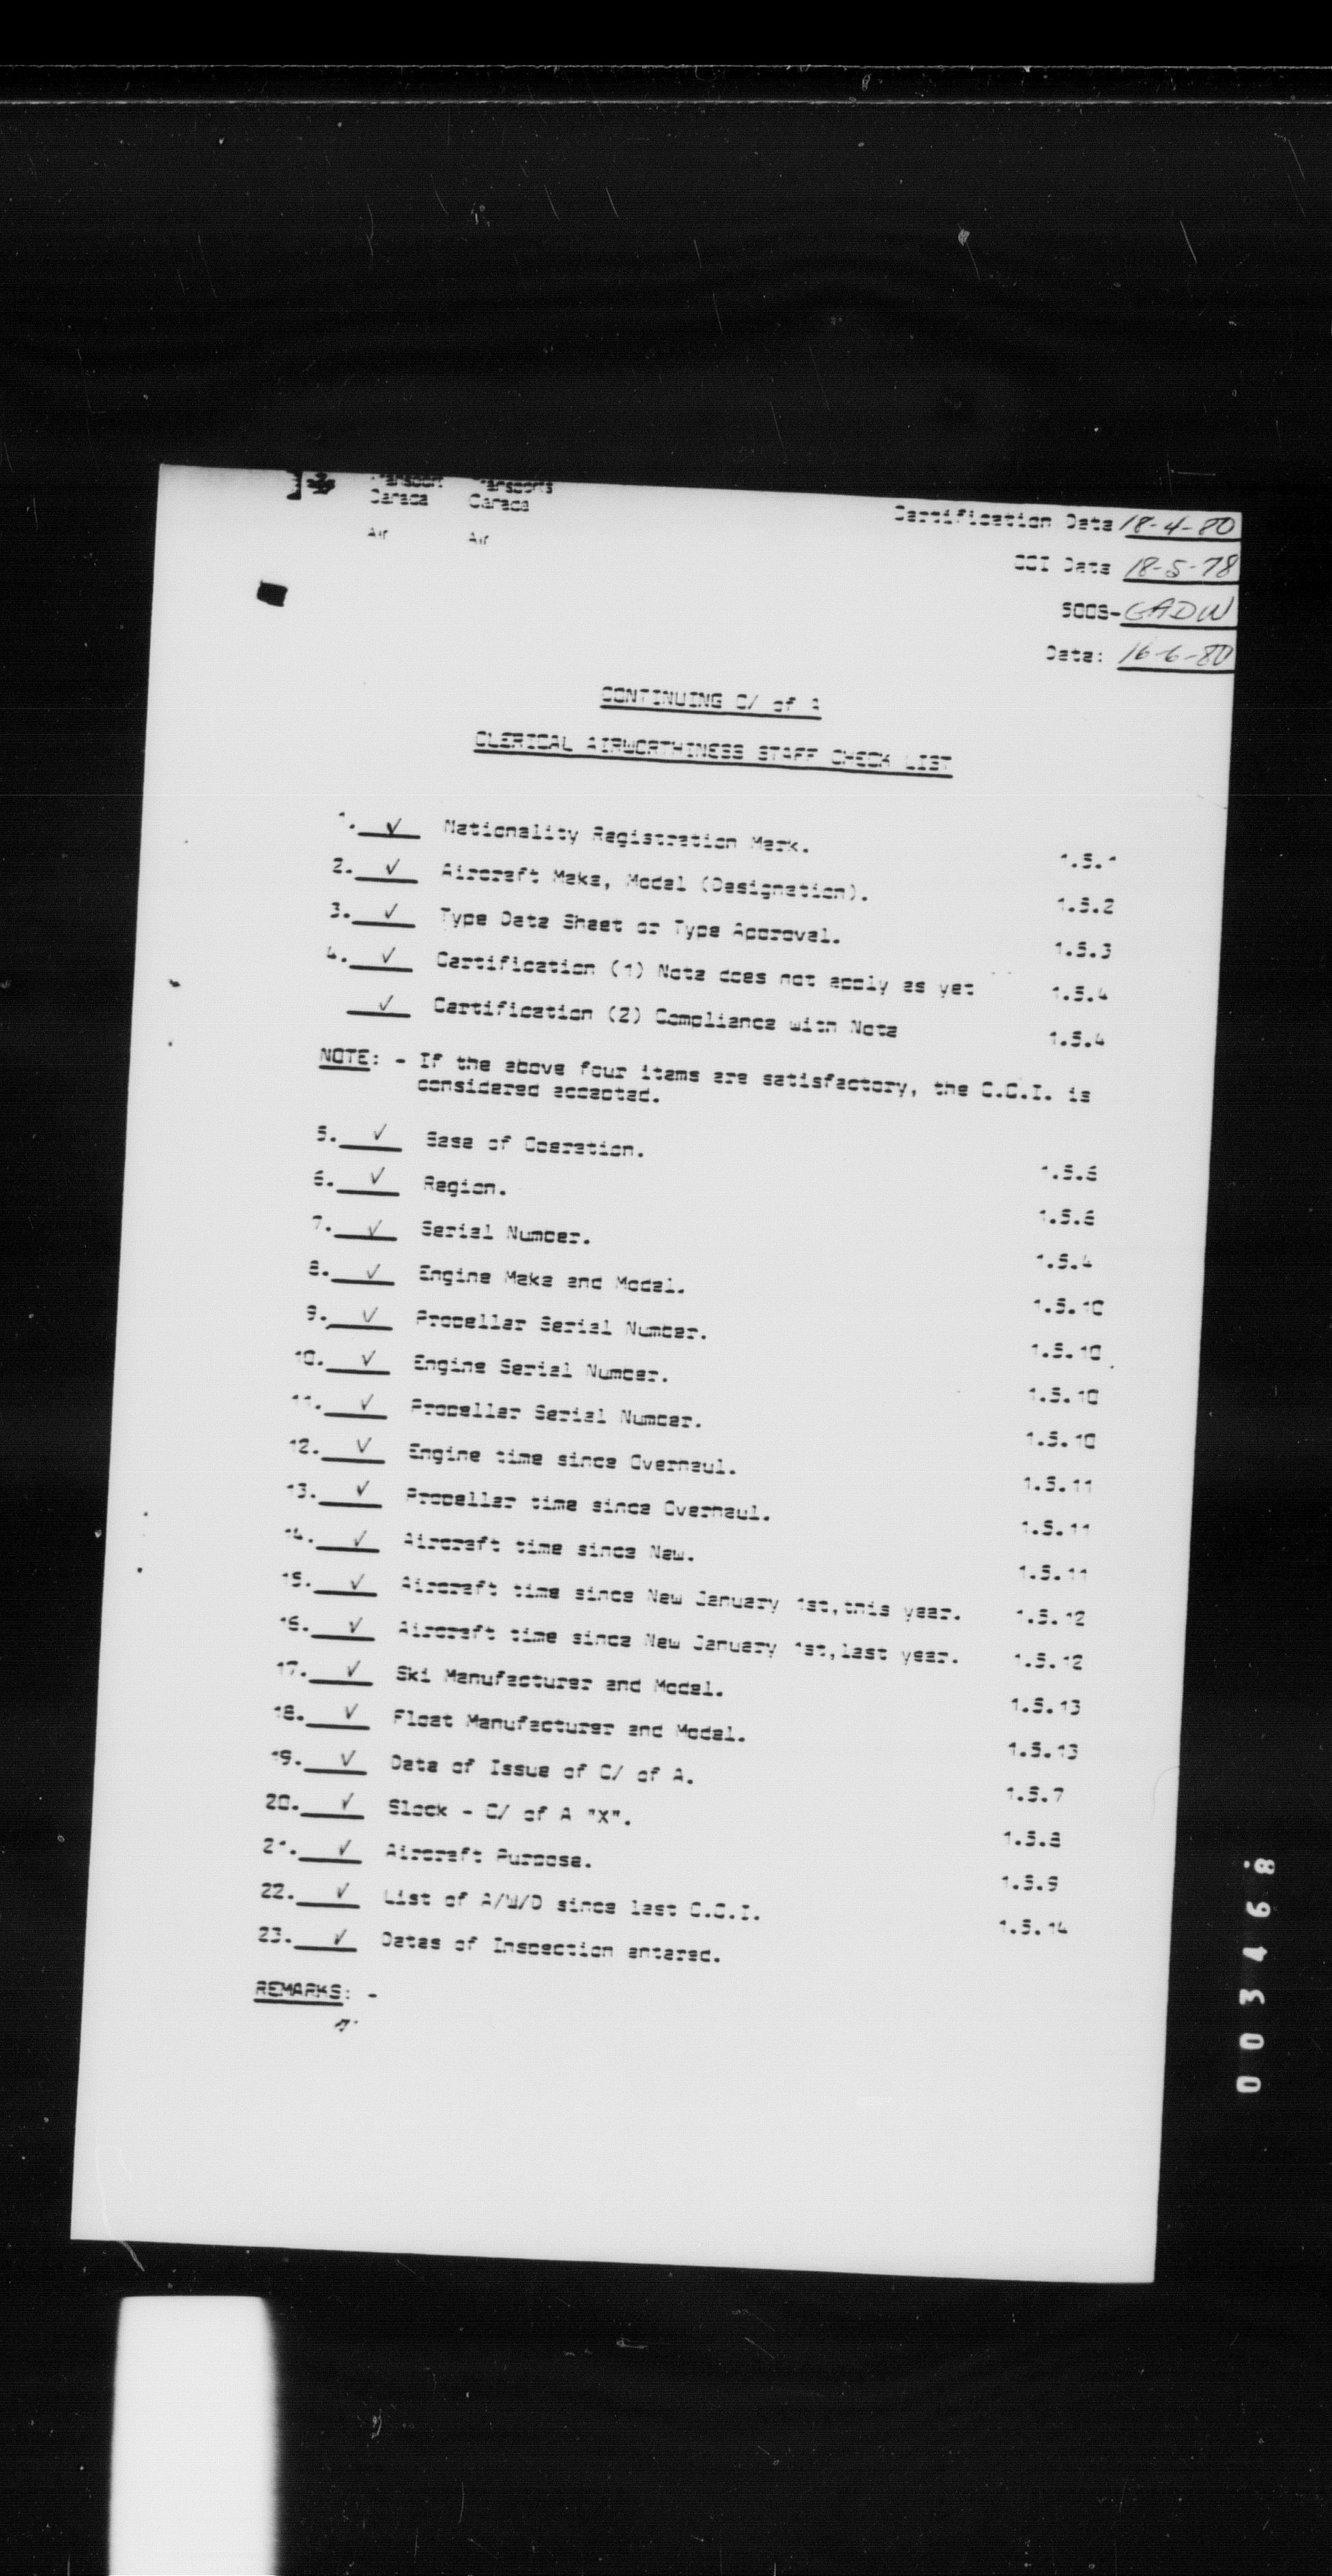 Transport Transports
Canada Canada
Air Air
Certification Date 18-4-80
CCI Date 18-5-78
5008-GADW
Date: 16-6-80
CONTINUING C/ of A
CLERICAL AIRWORTHINESS STAFF CHECK LIST
1. ✓ Nationality Registration Mark. 1.5.1
2. ✓ Aircraft Make, Model (Designation). 1.5.2
3. ✓ Type Data Sheet or Type Approval. 1.5.3
4. ✓ Certification (1) Note does not apply as yet 1.5.4
✓ Certification (2) Compliance with Note 1.5.4
NOTE: - If the above four items are satisfactory, the C.C.I. is
considered accepted.
5. ✓ Base of Operation. 1.5.6
6. ✓ Region. 1.5.6
7. ✓ Serial Number. 1.5.4
8. ✓ Engine Make and Model. 1.5.10
9. ✓ Propeller Serial Number. 1.5.10
10. ✓ Engine Serial Number. 1.5.10
11. ✓ Propeller Serial Number. 1.5.10
12. ✓ Engine time since Overhaul. 1.5.11
13. ✓ Propeller time since Overhaul. 1.5.11
14. ✓ Aircraft time since New. 1.5.11
15. ✓ Aircraft time since New January 1st,this year. 1.5.12
16. ✓ Aircraft time since New January 1st,last year. 1.5.12
17. ✓ Ski Manufacturer and Model. 1.5.13
18. ✓ Float Manufacturer and Model. 1.5.13
19. ✓ Date of Issue of C/ of A. 1.5.7
20. ✓ Block - C/ of A "X". 1.5.8
21. ✓ Aircraft Purpose. 1.5.9
22. ✓ List of A/W/D since last C.C.I. 1.5.14
23. ✓ Dates of Inspection entered.
REMARKS: -
003468